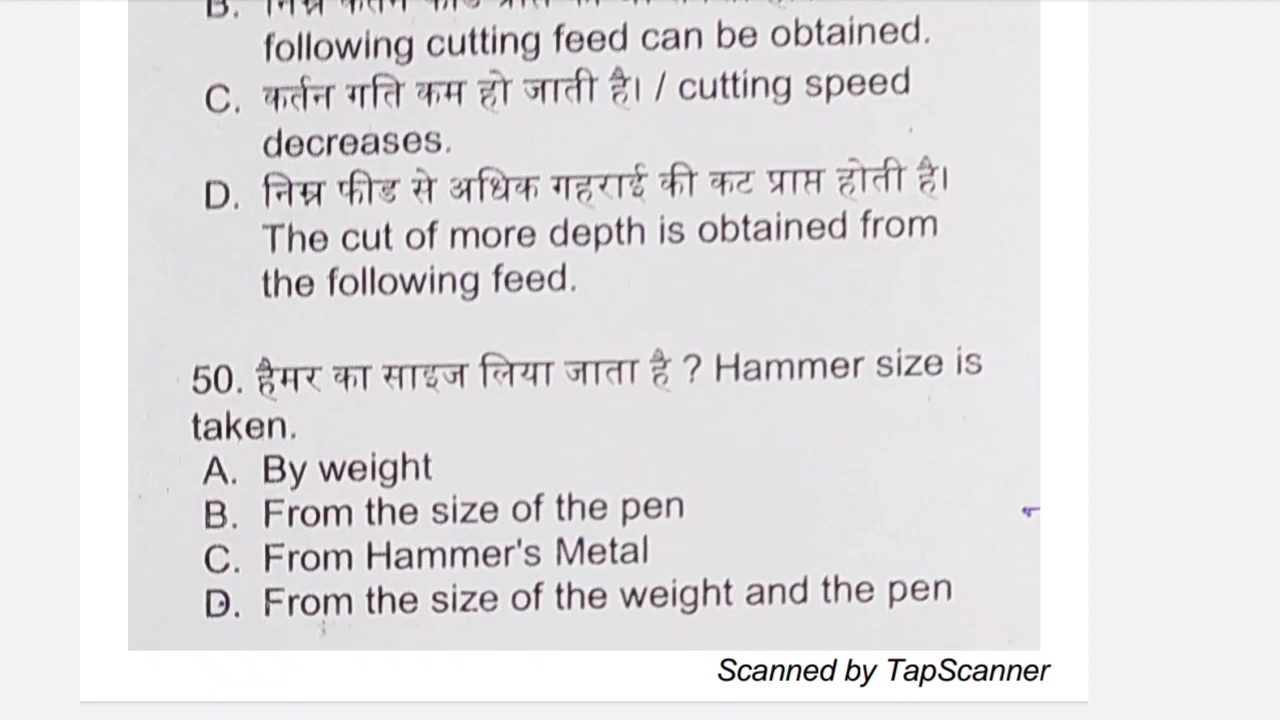 following cutting feed can be obtained.
C. कर्तन गति कम हो जाती है। / cutting speed
decreases.
D. निम्न फीड से अधिक गहराई की कट प्राप्त होती है।
The cut of more depth is obtained from
the following feed.
50. हैमर का साइज लिया जाता है ? Hammer size is
taken.
A. By weight
B. From the size of the pen
C. From Hammer's Metal
D. From the size of the weight and the pen
Scanned by TapScanner